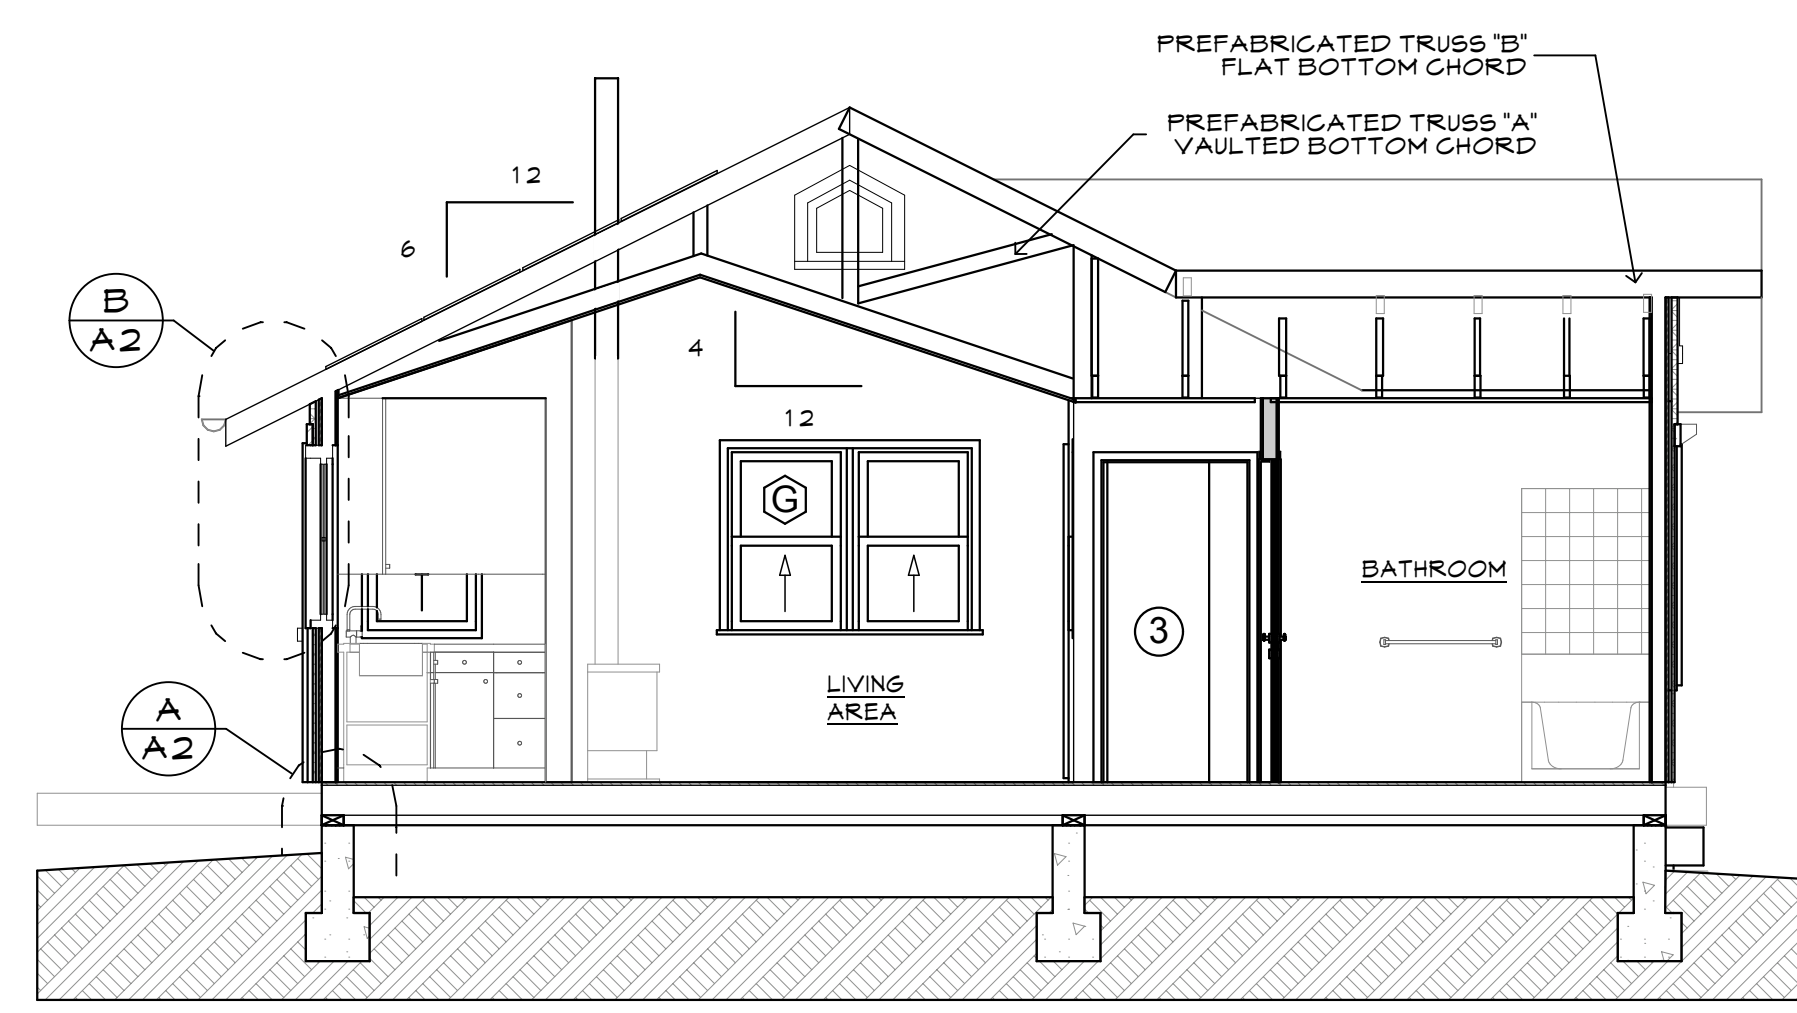 PREFABRICATED TRUSS "B"
FLAT BOTTOM CHORD
PREFABRICATED TRUSS "A"
VAULTED BOTTOM CHORD
12
6
B
A2
4
12
G
BATHROOM
3
LIVING
AREA
A
A2